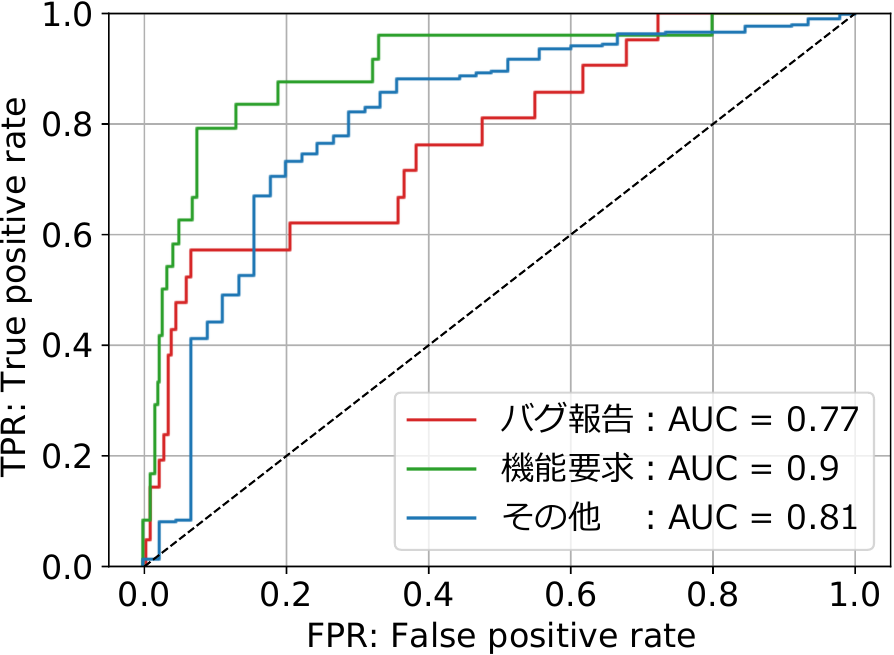 1.0
0.8
0.6
0.4
0.2
0.0
TPR: True positive rate
バグ報告 : AUC = 0.77
機能要求 : AUC = 0.9
その他 : AUC = 0.81
0.0 0.2 0.4 0.6 0.8 1.0
FPR: False positive rate